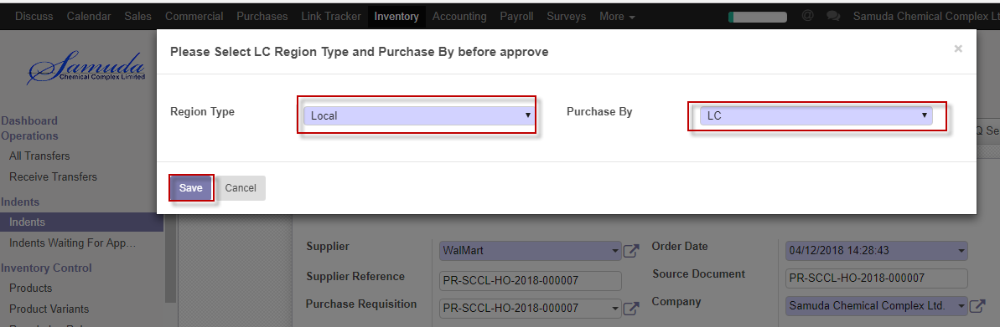 Discuss Calendar Sales Commercial Purchases Link Tracker Inventory Accounting Payroll Surveys More @ Samuda Chemical Complex Lt
Please Select LC Region Type and Purchase By before approve ×
Samuda
Chemical Complex Limited
Region Type Local Purchase By LC
Dashboard
Operations
Q Se
All Transfers
Receive Transfers
Save Cancel
Indents
Indents
Indents Waiting For App...
Supplier WalMart Order Date 04/12/2018 14:28:43
Inventory Control
Supplier Reference PR-SCCL-HO-2018-000007 Source Document PR-SCCL-HO-2018-000007
Products
Purchase Requisition PR-SCCL-HO-2018-000007 Company Samuda Chemical Complex Ltd.
Product Variants